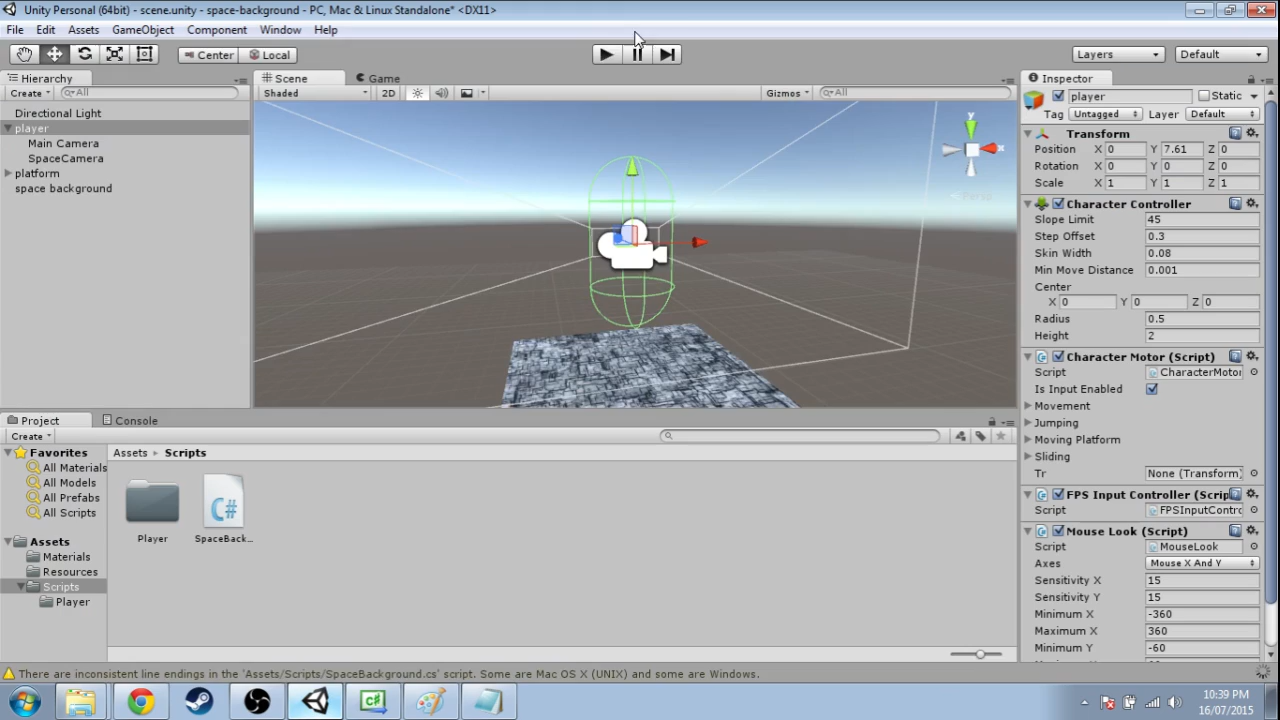 Unity Personal (64bit) - scene.unity - space-background - PC, Mac & Linux Standalone* <DX11>
File Edit Assets GameObject Component Window Help
Center Local Layers Default
Hierarchy
Create All
Directional Light
player
Main Camera
SpaceCamera
platform
space background
Scene Game
Shaded 2D Gizmos All
y
x
Persp
Inspector
player Static
Tag Untagged Layer Default
Transform
Position X 0 Y 7.61 Z 0
Rotation X 0 Y 0 Z 0
Scale X 1 Y 1 Z 1
Character Controller
Slope Limit 45
Step Offset 0.3
Skin Width 0.08
Min Move Distance 0.001
Center
X 0 Y 0 Z 0
Radius 0.5
Height 2
Character Motor (Script)
Script CharacterMotor
Is Input Enabled
Movement
Jumping
Moving Platform
Sliding
Tr None (Transform)
FPS Input Controller (Scrip
Script FPSInputContro
Mouse Look (Script)
Script MouseLook
Axes Mouse X And Y
Sensitivity X 15
Sensitivity Y 15
Minimum X -360
Maximum X 360
Minimum Y -60
Project Console
Create
Favorites
All Materials
All Models
All Prefabs
All Scripts
Assets
Materials
Resources
Scripts
Player
Assets Scripts
C#
Player SpaceBack...
There are inconsistent line endings in the 'Assets/Scripts/SpaceBackground.cs' script. Some are Mac OS X (UNIX) and some are Windows.
C#
10:39 PM
16/07/2015